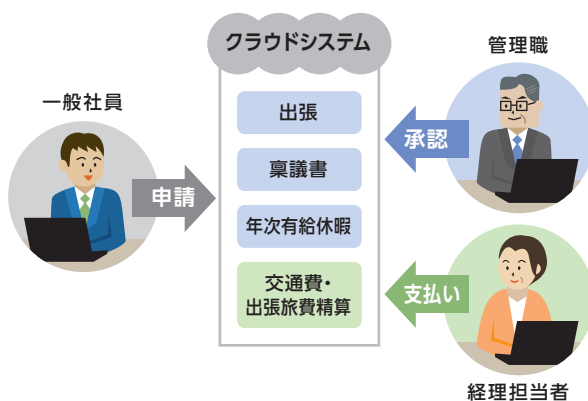 クラウドシステム
管理職
一般社員
出張
承認
稟議書
申請
年次有給休暇
交通費・
出張旅費精算
支払い
経理担当者